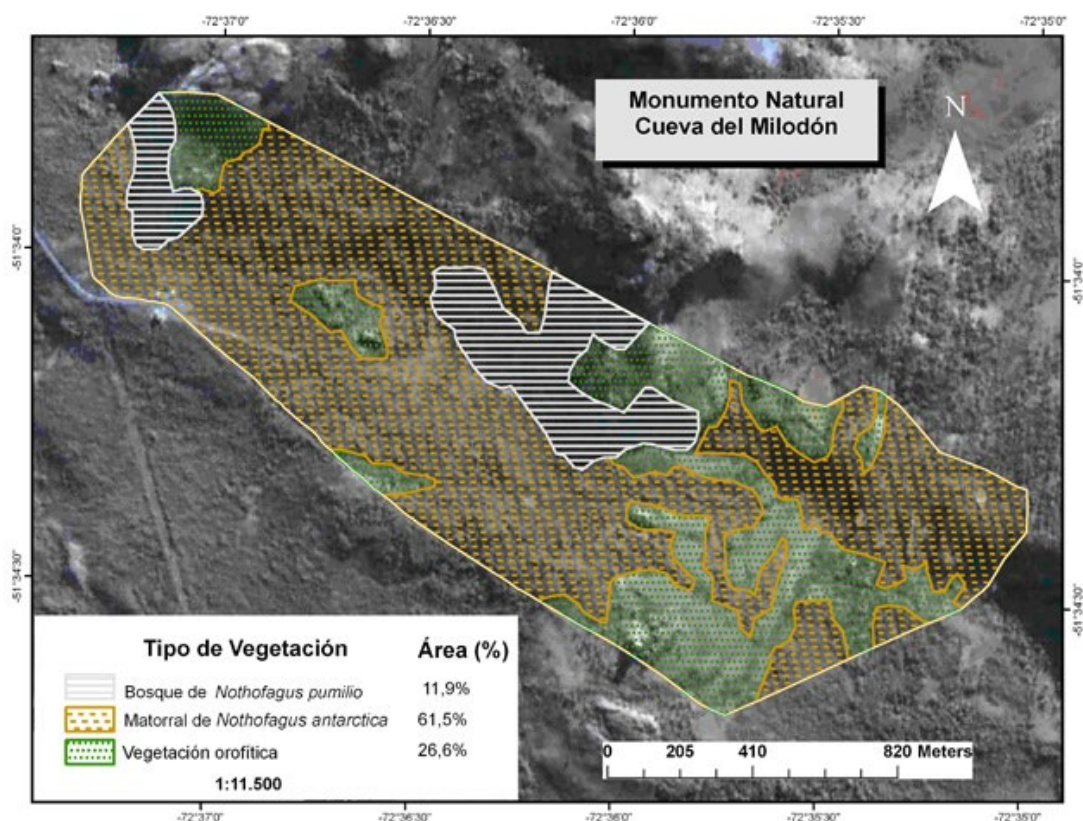 -72°37'0" -72°36'30" -72°36'0" -72°35'30" -72°35'0"
Monumento Natural
Cueva del Milodón
N
-51°34'0"
-51°34'0"
-51°34'30"
-51°34'30"
Tipo de Vegetación Área (%)
Bosque de Nothofagus pumilio 11,9%
Matorral de Nothofagus antarctica 61,5%
Vegetación orofítica 26,6%
1:11.500
0 205 410 820 Meters
-72°37'0" -72°36'30" -72°36'0" -72°35'30" -72°35'0"